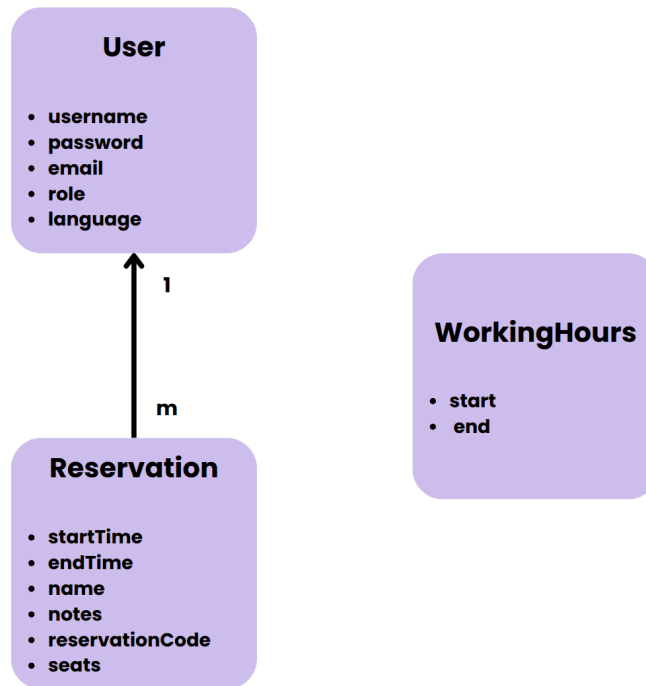 User
• username
• password
• email
• role
• language
1
m
Reservation
• startTime
• endTime
• name
• notes
• reservationCode
• seats
WorkingHours
• start
• end